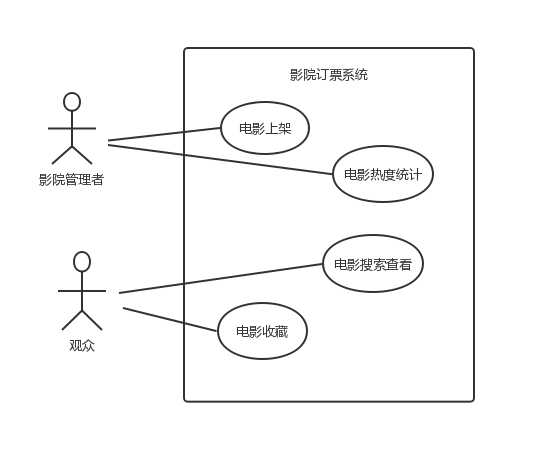 影院订票系统
电影上架
电影热度统计
影院管理者
电影搜索查看
电影收藏
观众